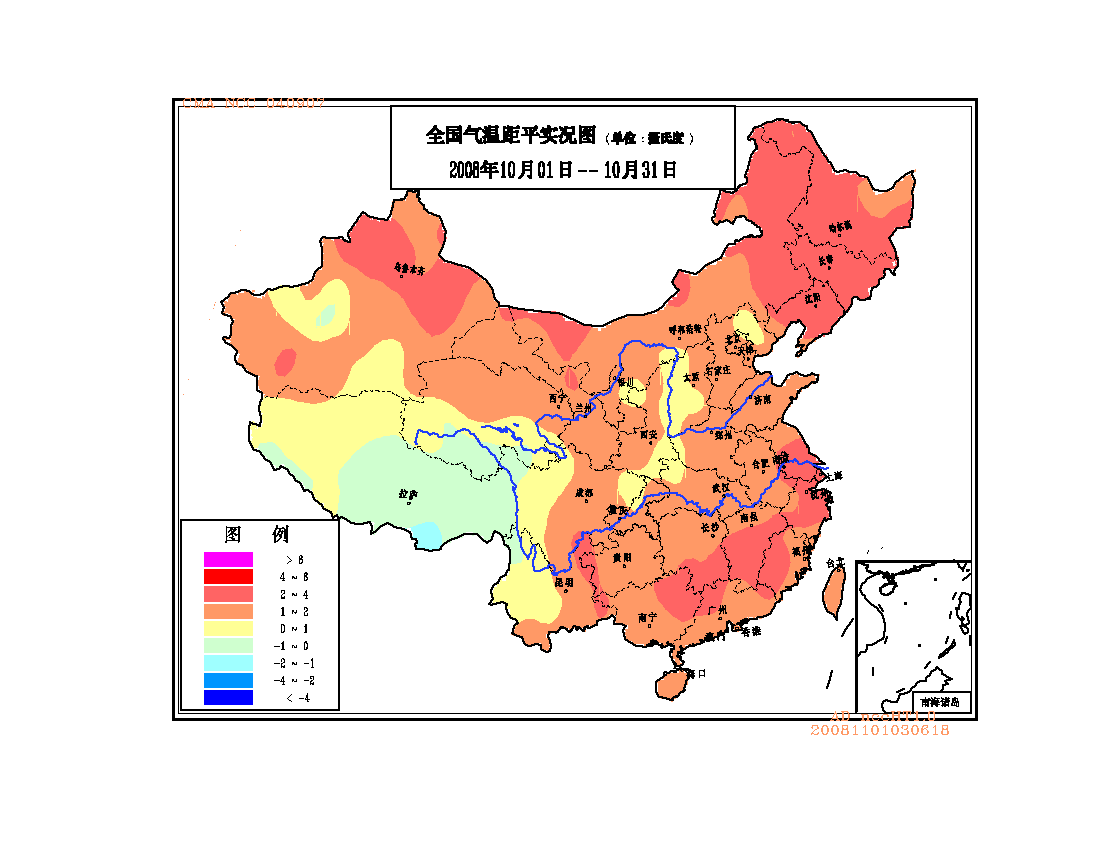 CMA NCC 040902
全国气温距平实况图 (单位：摄氏度)
2008年10月01日 -- 10月31日
哈尔滨
长春
乌鲁木齐
沈阳
呼和浩特
北京
天津
银川
太原 石家庄
西宁
济南
兰州
西安 郑州
合肥 南京
上海
拉萨 成都 武汉 杭州
重庆 长沙 南昌
图 例
贵阳 福州
> 6
台北
4 ~ 6
昆明
2 ~ 4
1 ~ 2
南宁 广州
0 ~ 1
澳门 香港
-1 ~ 0
-2 ~ -1
海口
-4 ~ -2
< -4
南海诸岛
20081101030618